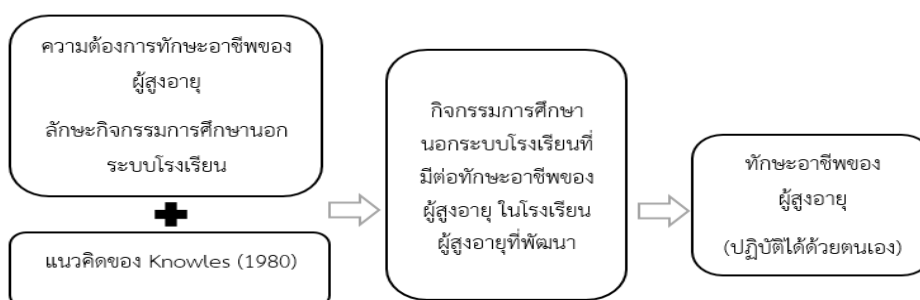 ความต้องการทักษะอาชีพของ
ผู้สูงอายุ
ลักษะกิจกรรมการศึกษานอก
ระบบโรงเรียน
แนวคิดของ Knowles (1980)
กิจกรรมการศึกษา
นอกระบบโรงเรียนที่
มีต่อทักษะอาชีพของ
ผู้สูงอายุ ในโรงเรียน
ผู้สูงอายุที่พัฒนา
ทักษะอาชีพของ
ผู้สูงอายุ
(ปฏิบัติได้ด้วยตนเอง)